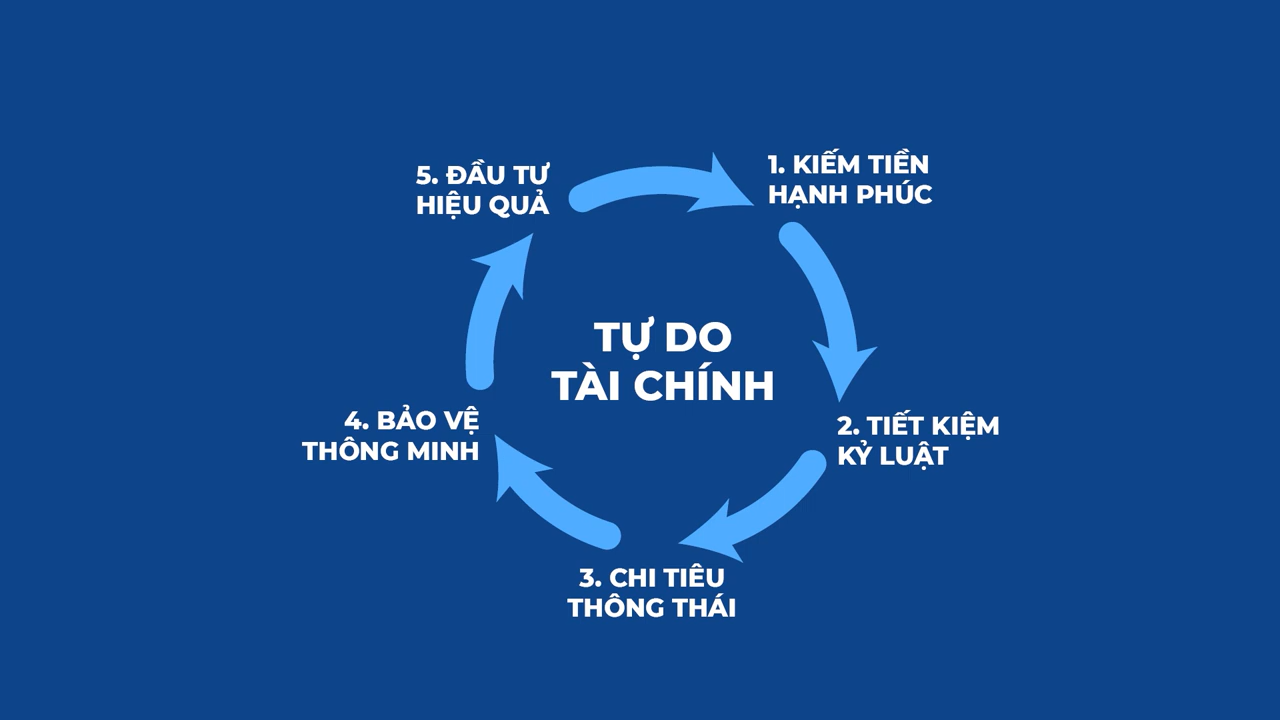 TỰ DO
TÀI CHÍNH
1. KIẾM TIỀN
HẠNH PHÚC
2. TIẾT KIỆM
KỶ LUẬT
3. CHI TIÊU
THÔNG THÁI
4. BẢO VỆ
THÔNG MINH
5. ĐẦU TƯ
HIỆU QUẢ